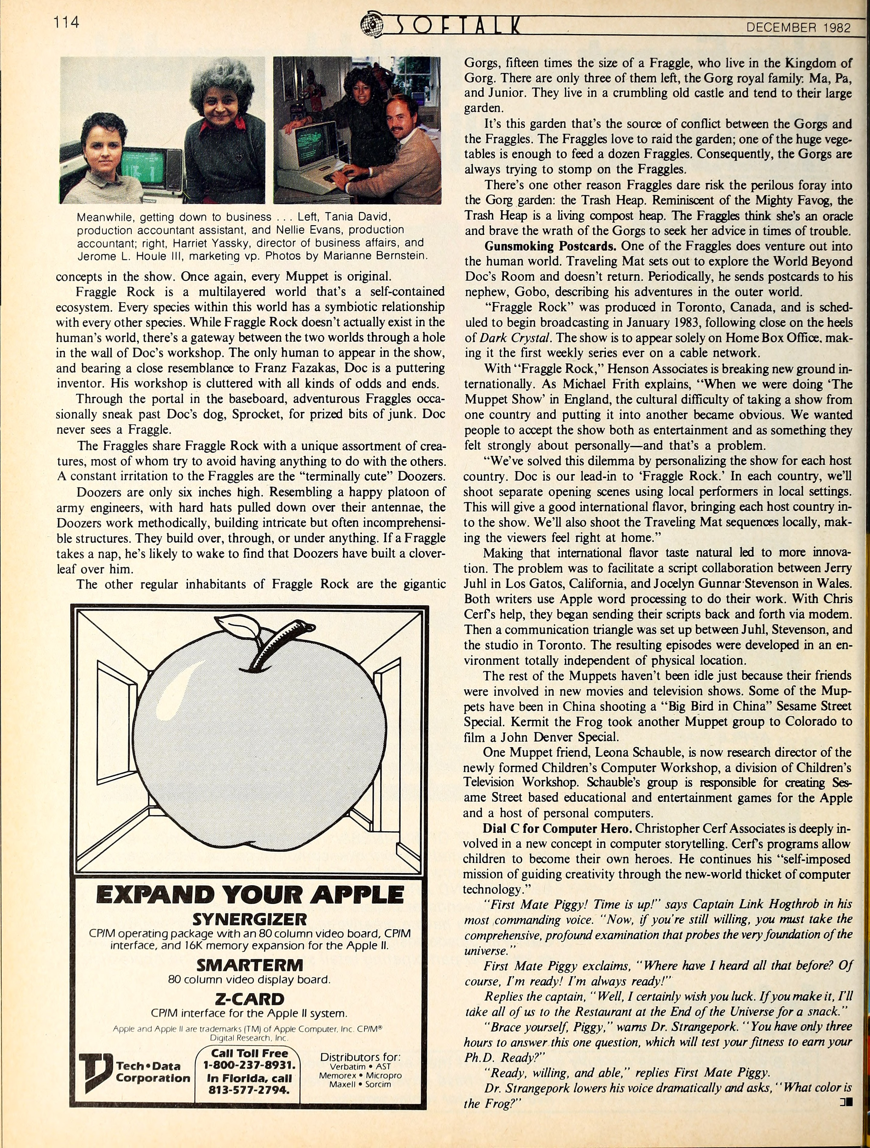 114
SOFTALK
DECEMBER 1982
Meanwhile, getting down to business . . . Left, Tania David,
production accountant assistant, and Nellie Evans, production
accountant; right, Harriet Yassky, director of business affairs, and
Jerome L. Houle III, marketing vp. Photos by Marianne Bernstein.
concepts in the show. Once again, every Muppet is original.
Fraggle Rock is a multilayered world that's a self-contained
ecosystem. Every species within this world has a symbiotic relationship
with every other species. While Fraggle Rock doesn't actually exist in the
human's world, there's a gateway between the two worlds through a hole
in the wall of Doc's workshop. The only human to appear in the show,
and bearing a close resemblance to Franz Fazakas, Doc is a puttering
inventor. His workshop is cluttered with all kinds of odds and ends.
Through the portal in the baseboard, adventurous Fraggles occa-
sionally sneak past Doc's dog, Sprocket, for prized bits of junk. Doc
never sees a Fraggle.
The Fraggles share Fraggle Rock with a unique assortment of crea-
tures, most of whom try to avoid having anything to do with the others.
A constant irritation to the Fraggles are the "terminally cute" Doozers.
Doozers are only six inches high. Resembling a happy platoon of
army engineers, with hard hats pulled down over their antennae, the
Doozers work methodically, building intricate but often incomprehensi-
ble structures. They build over, through, or under anything. If a Fraggle
takes a nap, he's likely to wake to find that Doozers have built a clover-
leaf over him.
The other regular inhabitants of Fraggle Rock are the gigantic
EXPAND YOUR APPLE
SYNERGIZER
CP/M operating package with an 80 column video board, CP/M
interface, and 16K memory expansion for the Apple II.
SMARTERM
80 column video display board.
Z-CARD
CP/M interface for the Apple II system.
Apple and Apple II are trademarks (TM) of Apple Computer, Inc. CP/M®
Digital Research, Inc.
Tech•Data
Corporation
Call Toll Free
1-800-237-8931.
In Florida, call
813-577-2794.
Distributors for:
Verbatim • AST
Memorex • Micropro
Maxell • Sorcim
Gorgs, fifteen times the size of a Fraggle, who live in the Kingdom of
Gorg. There are only three of them left, the Gorg royal family: Ma, Pa,
and Junior. They live in a crumbling old castle and tend to their large
garden.
It's this garden that's the source of conflict between the Gorgs and
the Fraggles. The Fraggles love to raid the garden; one of the huge vege-
tables is enough to feed a dozen Fraggles. Consequently, the Gorgs are
always trying to stomp on the Fraggles.
There's one other reason Fraggles dare risk the perilous foray into
the Gorg garden: the Trash Heap. Reminiscent of the Mighty Favog, the
Trash Heap is a living compost heap. The Fraggles think she's an oracle
and brave the wrath of the Gorgs to seek her advice in times of trouble.
Gunsmoking Postcards. One of the Fraggles does venture out into
the human world. Traveling Mat sets out to explore the World Beyond
Doc's Room and doesn't return. Periodically, he sends postcards to his
nephew, Gobo, describing his adventures in the outer world.
"Fraggle Rock" was produced in Toronto, Canada, and is sched-
uled to begin broadcasting in January 1983, following close on the heels
of Dark Crystal. The show is to appear solely on Home Box Office, mak-
ing it the first weekly series ever on a cable network.
With "Fraggle Rock," Henson Associates is breaking new ground in-
ternationally. As Michael Frith explains, "When we were doing 'The
Muppet Show' in England, the cultural difficulty of taking a show from
one country and putting it into another became obvious. We wanted
people to accept the show both as entertainment and as something they
felt strongly about personally—and that's a problem.
"We've solved this dilemma by personalizing the show for each host
country. Doc is our lead-in to 'Fraggle Rock.' In each country, we'll
shoot separate opening scenes using local performers in local settings.
This will give a good international flavor, bringing each host country in-
to the show. We'll also shoot the Traveling Mat sequences locally, mak-
ing the viewers feel right at home."
Making that international flavor taste natural led to more innova-
tion. The problem was to facilitate a script collaboration between Jerry
Juhl in Los Gatos, California, and Jocelyn Gunnar Stevenson in Wales.
Both writers use Apple word processing to do their work. With Chris
Cerf's help, they began sending their scripts back and forth via modem.
Then a communication triangle was set up between Juhl, Stevenson, and
the studio in Toronto. The resulting episodes were developed in an en-
vironment totally independent of physical location.
The rest of the Muppets haven't been idle just because their friends
were involved in new movies and television shows. Some of the Mup-
pets have been in China shooting a "Big Bird in China" Sesame Street
Special. Kermit the Frog took another Muppet group to Colorado to
film a John Denver Special.
One Muppet friend, Leona Schauble, is now research director of the
newly formed Children's Computer Workshop, a division of Children's
Television Workshop. Schauble's group is responsible for creating Ses-
ame Street based educational and entertainment games for the Apple
and a host of personal computers.
Dial C for Computer Hero. Christopher Cerf Associates is deeply in-
volved in a new concept in computer storytelling. Cerf's programs allow
children to become their own heroes. He continues his "self-imposed
mission of guiding creativity through the new-world thicket of computer
technology."
"First Mate Piggy! Time is up!" says Captain Link Hogthrob in his
most commanding voice. "Now, if you're still willing, you must take the
comprehensive, profound examination that probes the very foundation of the
universe."
First Mate Piggy exclaims, "Where have I heard all that before? Of
course, I'm ready! I'm always ready!"
Replies the captain, "Well, I certainly wish you luck. If you make it, I'll
take all of us to the Restaurant at the End of the Universe for a snack."
"Brace yourself, Piggy," warns Dr. Strangepork. "You have only three
hours to answer this one question, which will test your fitness to earn your
Ph.D. Ready?"
"Ready, willing, and able," replies First Mate Piggy.
Dr. Strangepork lowers his voice dramatically and asks, "What color is
the Frog?"